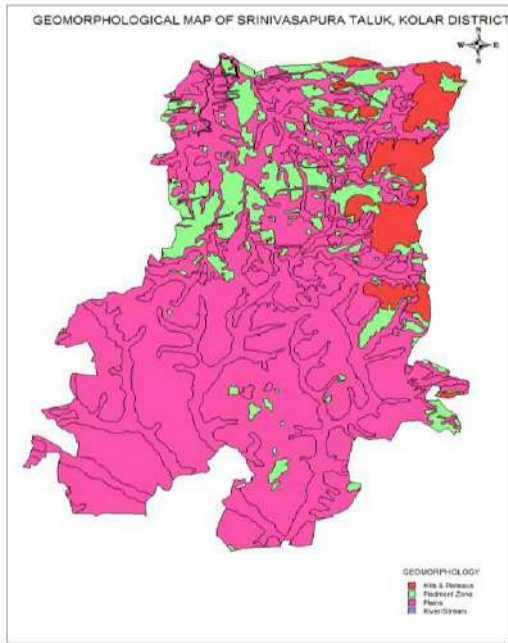 GEOMORPHOLOGICAL MAP OF SRINIVASAPURA TALUK, KOLAR DISTRICT
N
W E
S
GEOMORPHOLOGY
Hills & Plateaus
Piedmont Zone
Plains
River/Stream